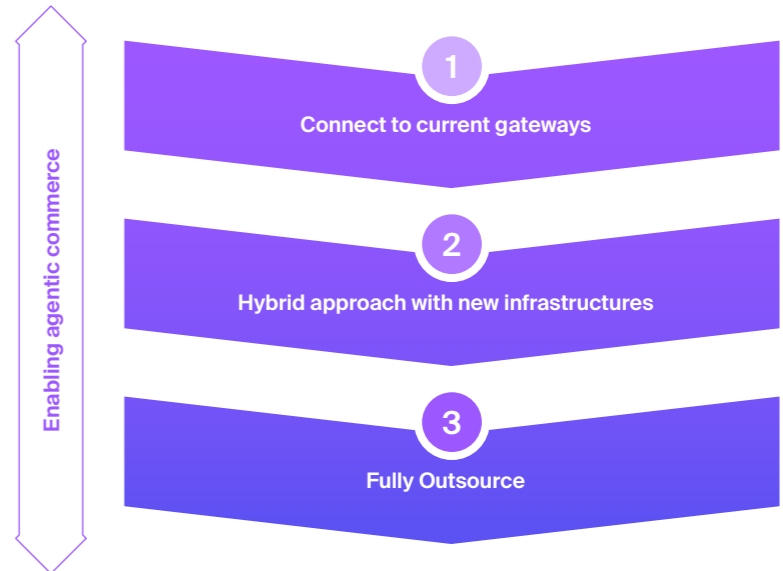 Enabling agentic commerce
1
Connect to current gateways
2
Hybrid approach with new infrastructures
3
Fully Outsource